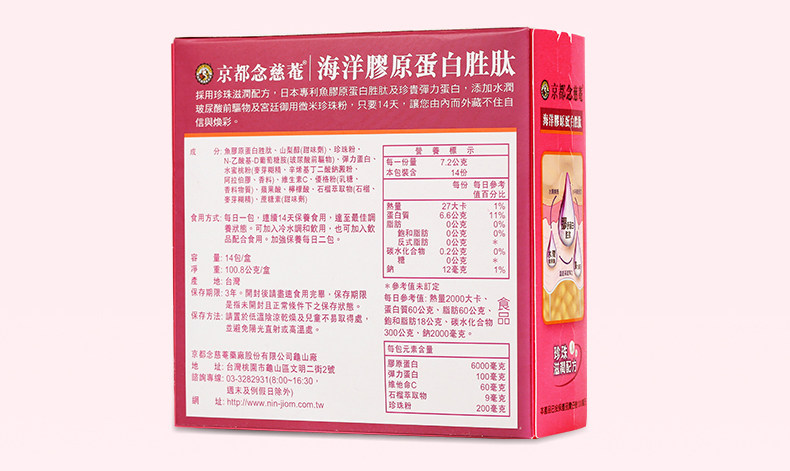 京都念慈菴® 海洋膠原蛋白胜肽
採用珍珠滋潤配方，日本專利魚膠原蛋白胜肽及珍貴彈力蛋白，添加水潤
玻尿酸前驅物及宮廷御用微米珍珠粉，只要14天，讓您由內而外藏不住自
信與煥彩。
成 分: 魚膠原蛋白胜肽、山梨醇(甜味劑)、珍珠粉、
N-乙醯基-D葡萄糖胺(玻尿酸前驅物)、彈力蛋白、
水蜜桃粉(麥芽糊精、辛烯基丁二酸鈉澱粉、
阿拉伯膠、香料)、維生素C、優格粉(乳糖、
香料物質)、蘋果酸、檸檬酸、石榴萃取物(石榴、
麥芽糊精)、蔗糖素(甜味劑)
食用方式: 每日一包，連續14天保養食用，達至最佳調
養狀態。可加入冷水調和飲用，也可加入飲
品配合食用。加強保養每日二包。
容 量: 14包/盒
淨 重: 100.8公克/盒
產 地: 台灣
保存期限: 3年。開封後請盡速食用完畢，保存期限
是指未開封且正常條件下之保存狀態。
保存方法: 請置於低溫陰涼乾燥及兒童不易取得處，
並避免陽光直射或高溫處。
京都念慈菴藥廠股份有限公司龜山廠
地 址: 台灣桃園市龜山區文明二街2號
諮詢專線: 03-3282931(8:00~16:30，
週末及例假日除外)
網 址: http://www.nin-jiom.com.tw
營養標示
每一份量 7.2公克
本包裝含 14份
每份 每日參考
值百分比
熱量 27大卡 1%
蛋白質 6.6公克 11%
脂肪 0公克 0%
飽和脂肪 0公克 0%
反式脂肪 0公克 *
碳水化合物 0.2公克 0%
糖 0公克 *
鈉 12毫克 1%
*參考值未訂定
每日參考值: 熱量2000大卡、
蛋白質60公克、脂肪60公克、
飽和脂肪18公克、碳水化合物
300公克、鈉2000毫克。
食品
每包元素含量
膠原蛋白 6000毫克
彈力蛋白 100毫克
維他命C 60毫克
石榴萃取物 9毫克
珍珠粉 200毫克
京都念慈菴
海洋膠原蛋白胜肽
珍珠
滋潤配方